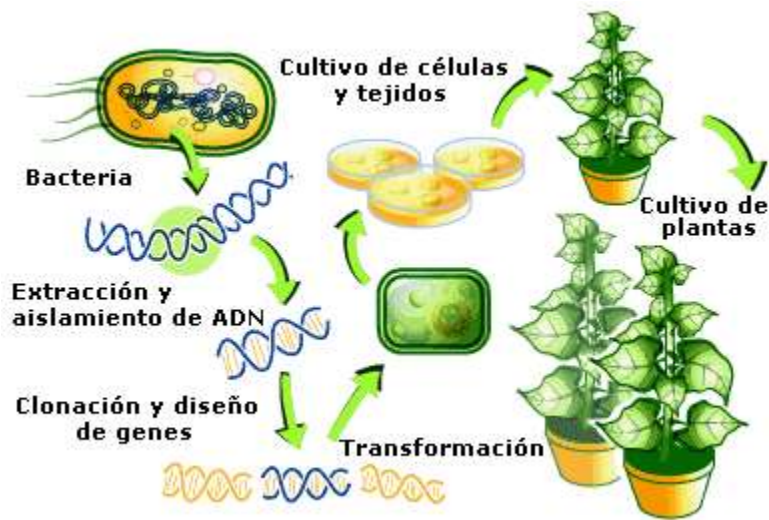 Bacteria
Extracción y
aislamiento de ADN
Clonación y diseño
de genes
Transformación
Cultivo de células
y tejidos
Cultivo de
plantas